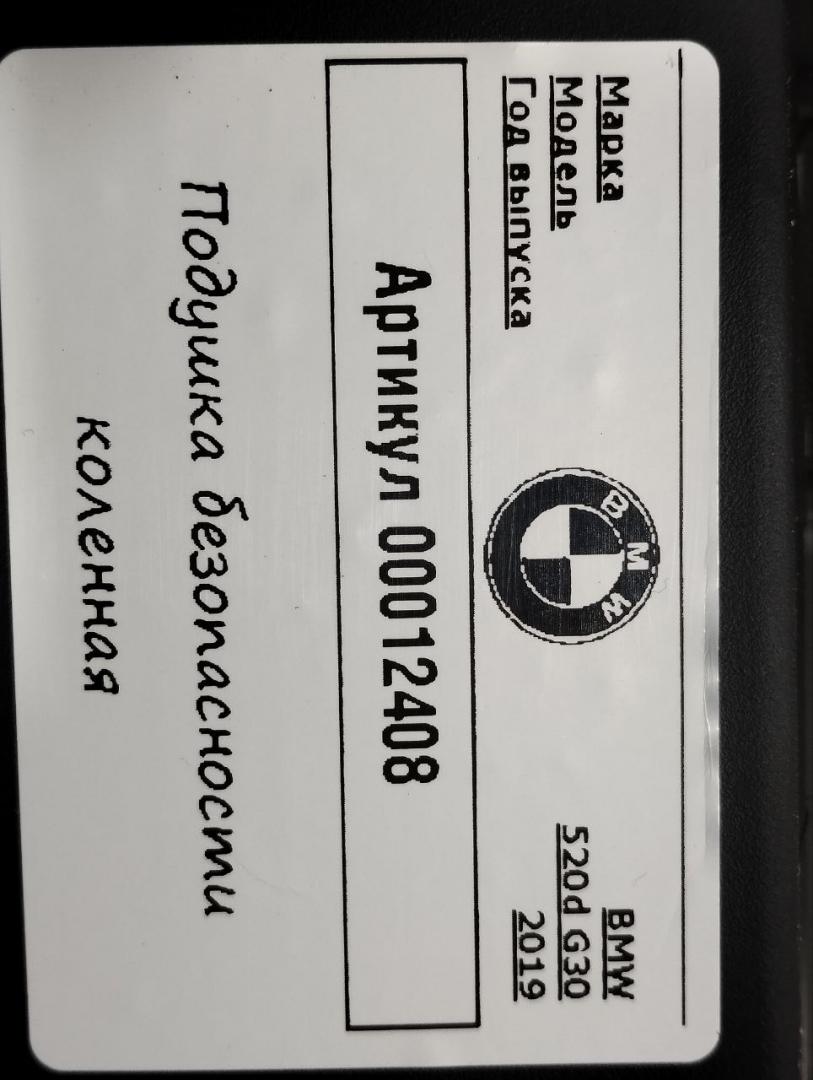 Марка BMW
Модель 520d G30
Год выпуска 2019
BMW
Артикул 00012408
Подушка безопасности
коленная